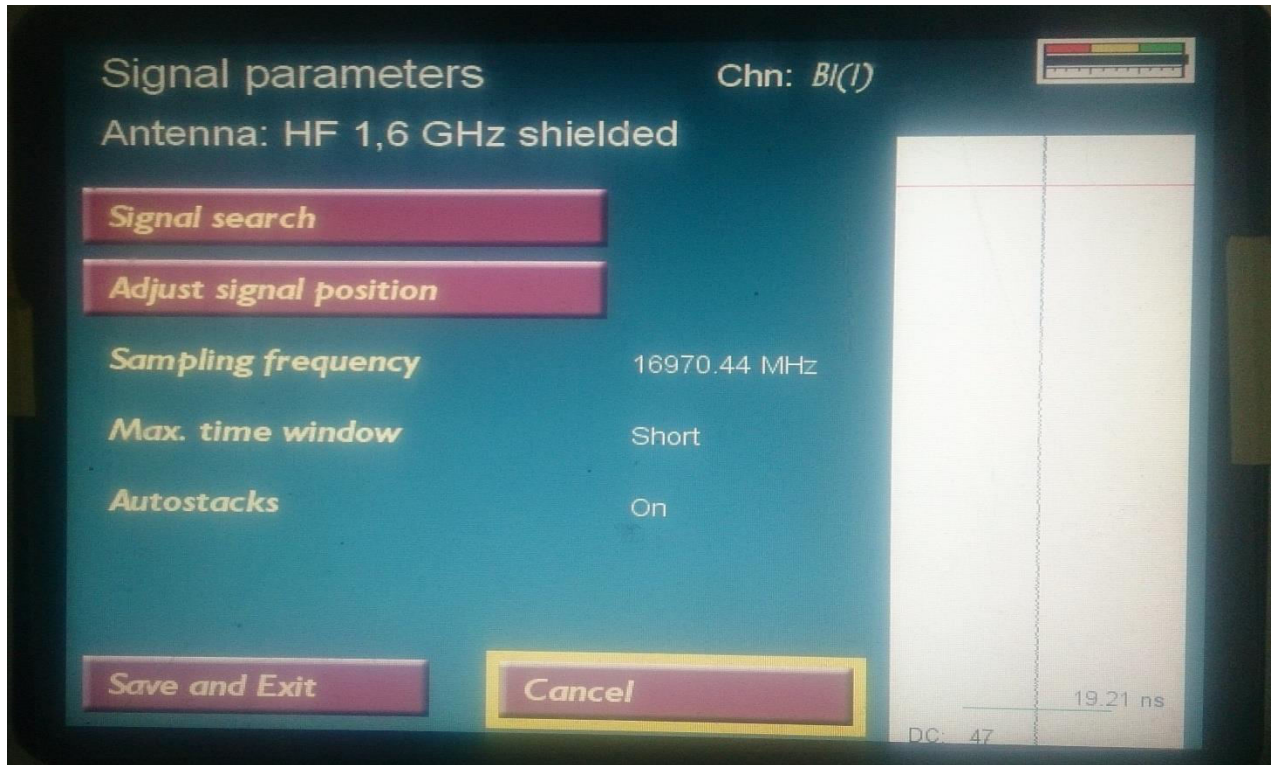 Signal parameters
Chn: BI(1)
Antenna: HF 1,6 GHz shielded
Signal search
Adjust signal position
Sampling frequency 16970.44 MHz
Max. time window Short
Autostacks On
Save and Exit
Cancel
19.21 ns
DC: 47